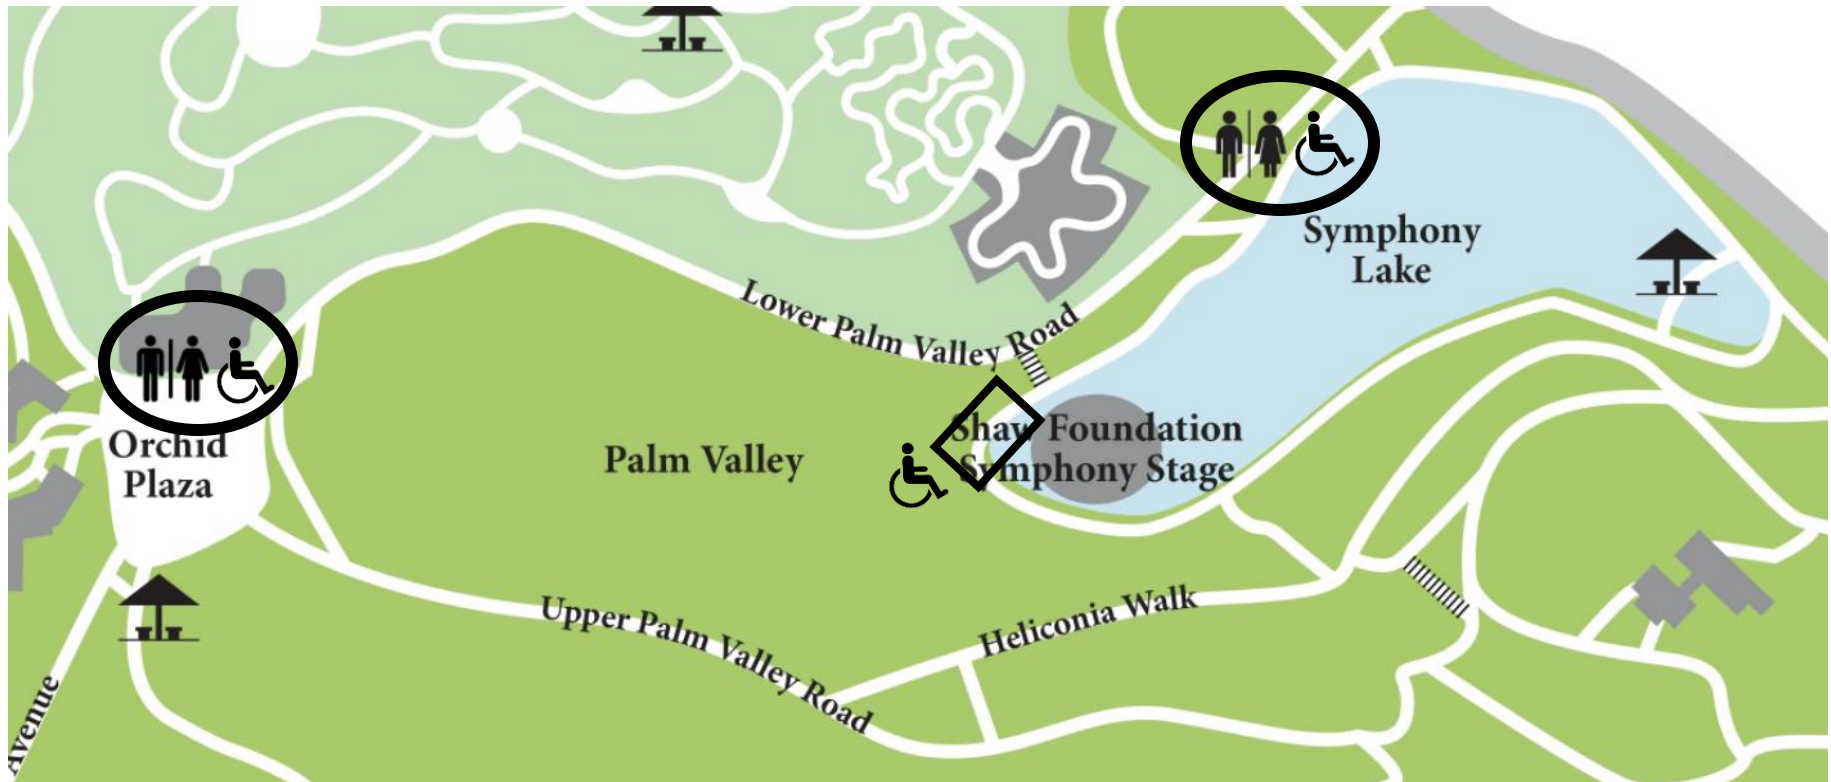 Symphony
Lake
Lower Palm Valley Road
Orchid
Plaza
Palm Valley
Shaw Foundation
Symphony Stage
Upper Palm Valley Road
Heliconia Walk
Avenue